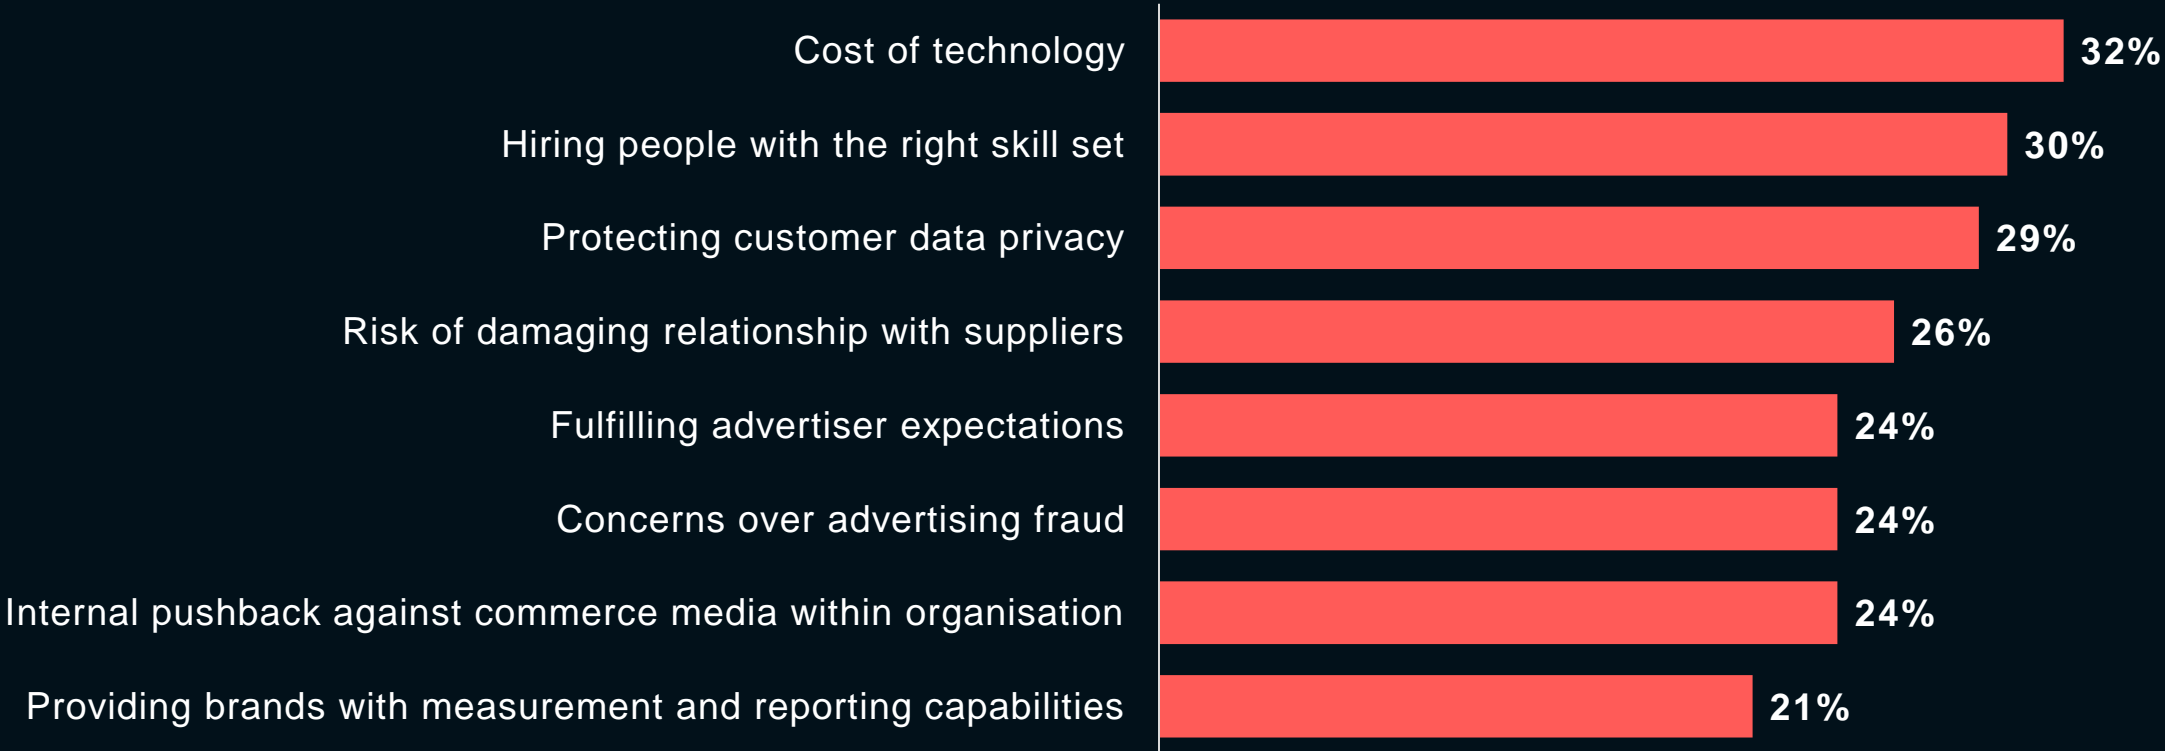 Cost of technology 32%
Hiring people with the right skill set 30%
Protecting customer data privacy 29%
Risk of damaging relationship with suppliers 26%
Fulfilling advertiser expectations 24%
Concerns over advertising fraud 24%
Internal pushback against commerce media within organisation 24%
Providing brands with measurement and reporting capabilities 21%